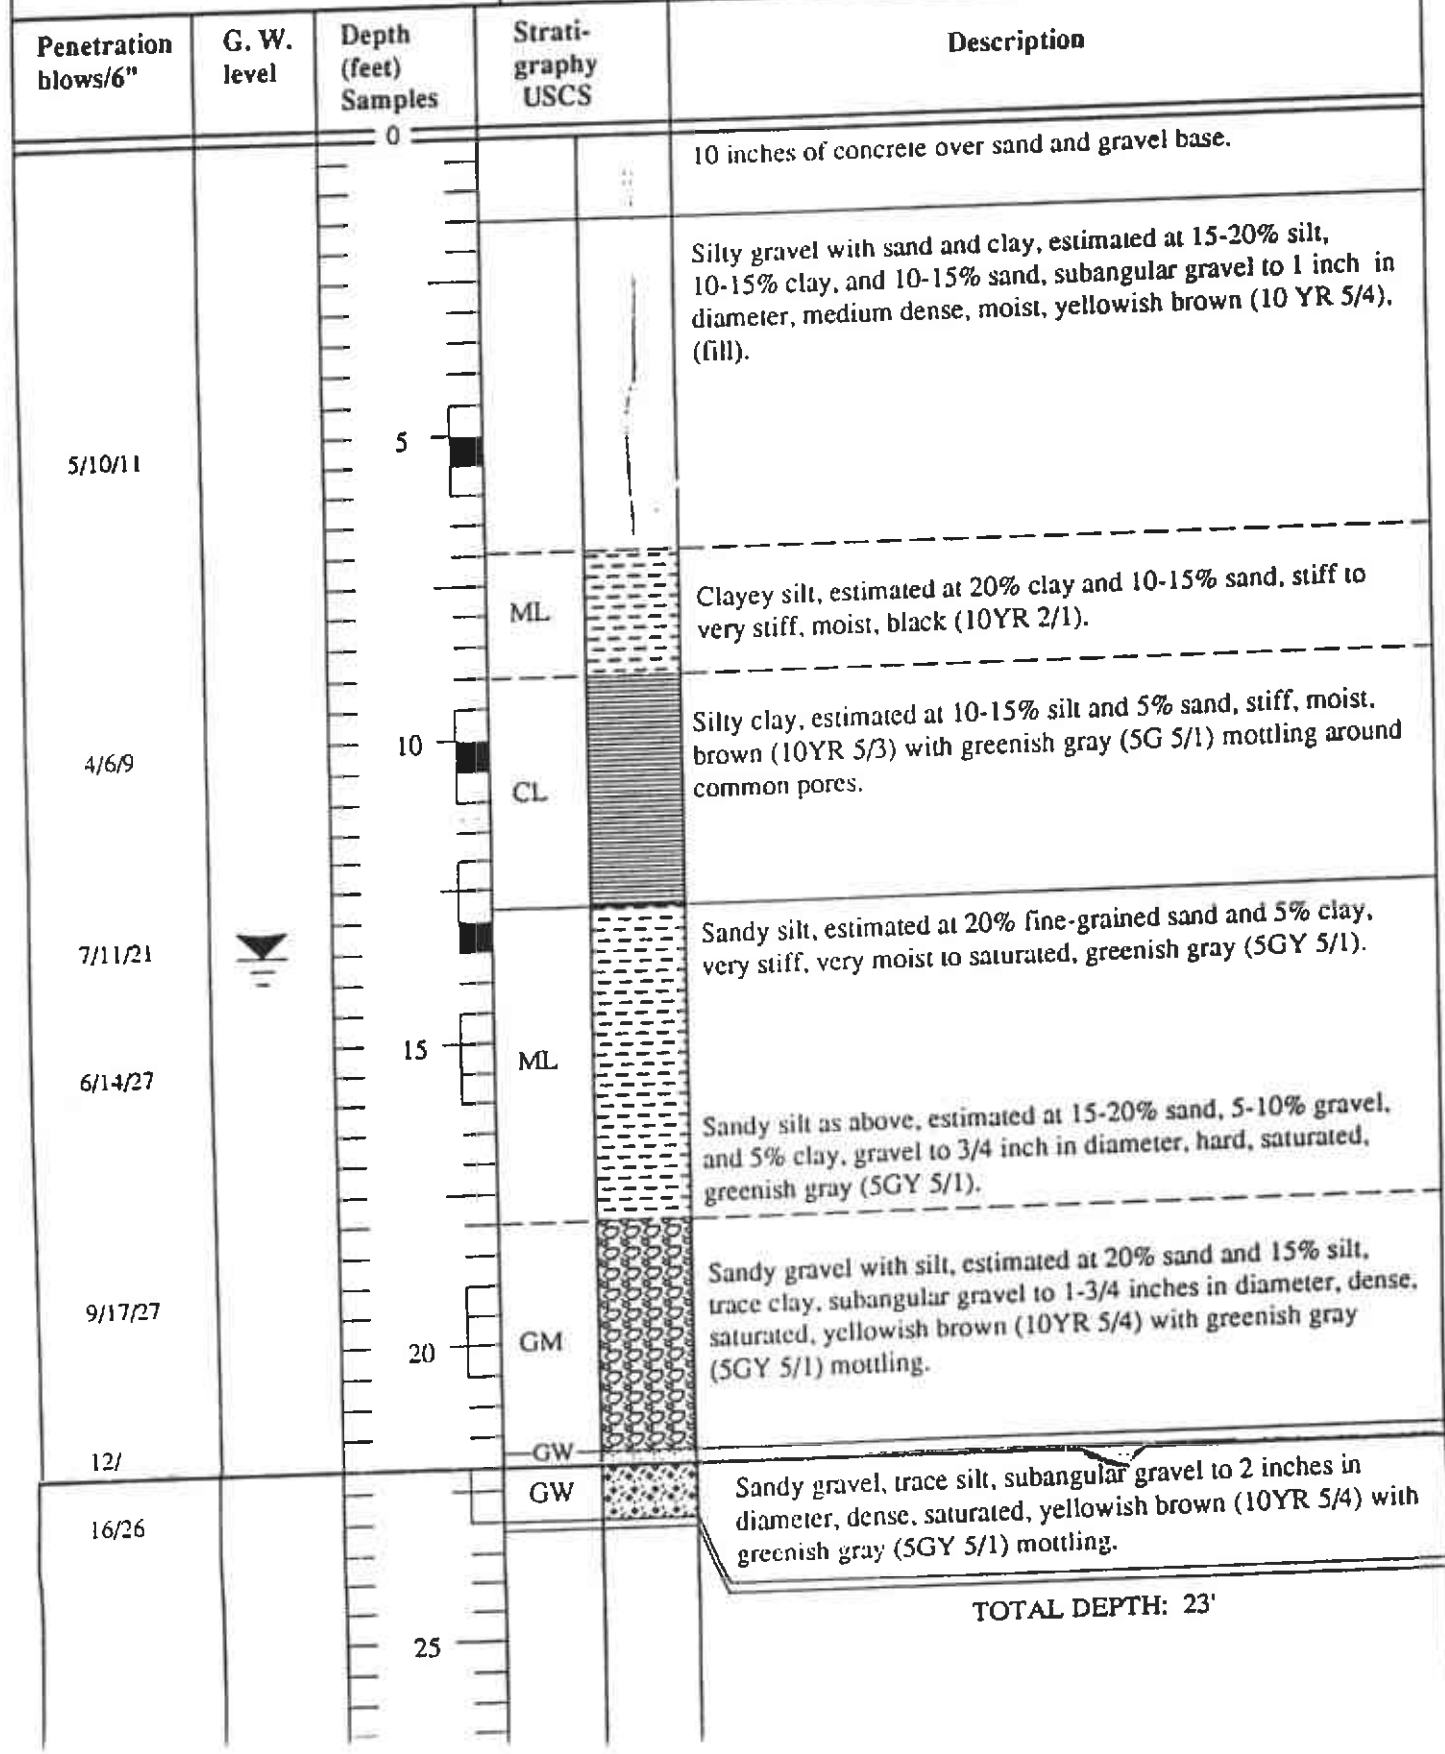 Penetration
blows/6"
G. W.
level
Depth
(feet)
Samples
Strati-
graphy
USCS
Description
0
10 inches of concrete over sand and gravel base.
Silty gravel with sand and clay, estimated at 15-20% silt,
10-15% clay, and 10-15% sand, subangular gravel to 1 inch in
diameter, medium dense, moist, yellowish brown (10 YR 5/4),
(fill).
5
5/10/11
ML
Clayey silt, estimated at 20% clay and 10-15% sand, stiff to
very stiff, moist, black (10YR 2/1).
Silty clay, estimated at 10-15% silt and 5% sand, stiff, moist,
brown (10YR 5/3) with greenish gray (5G 5/1) mottling around
common pores.
10
4/6/9
CL
Sandy silt, estimated at 20% fine-grained sand and 5% clay,
very stiff, very moist to saturated, greenish gray (5GY 5/1).
7/11/21
15
ML
6/14/27
Sandy silt as above, estimated at 15-20% sand, 5-10% gravel,
and 5% clay, gravel to 3/4 inch in diameter, hard, saturated,
greenish gray (5GY 5/1).
Sandy gravel with silt, estimated at 20% sand and 15% silt,
trace clay, subangular gravel to 1-3/4 inches in diameter, dense,
saturated, yellowish brown (10YR 5/4) with greenish gray
(5GY 5/1) mottling.
9/17/27
20
GM
GW
12/
GW
Sandy gravel, trace silt, subangular gravel to 2 inches in
diameter, dense, saturated, yellowish brown (10YR 5/4) with
greenish gray (5GY 5/1) mottling.
16/26
TOTAL DEPTH: 23'
25